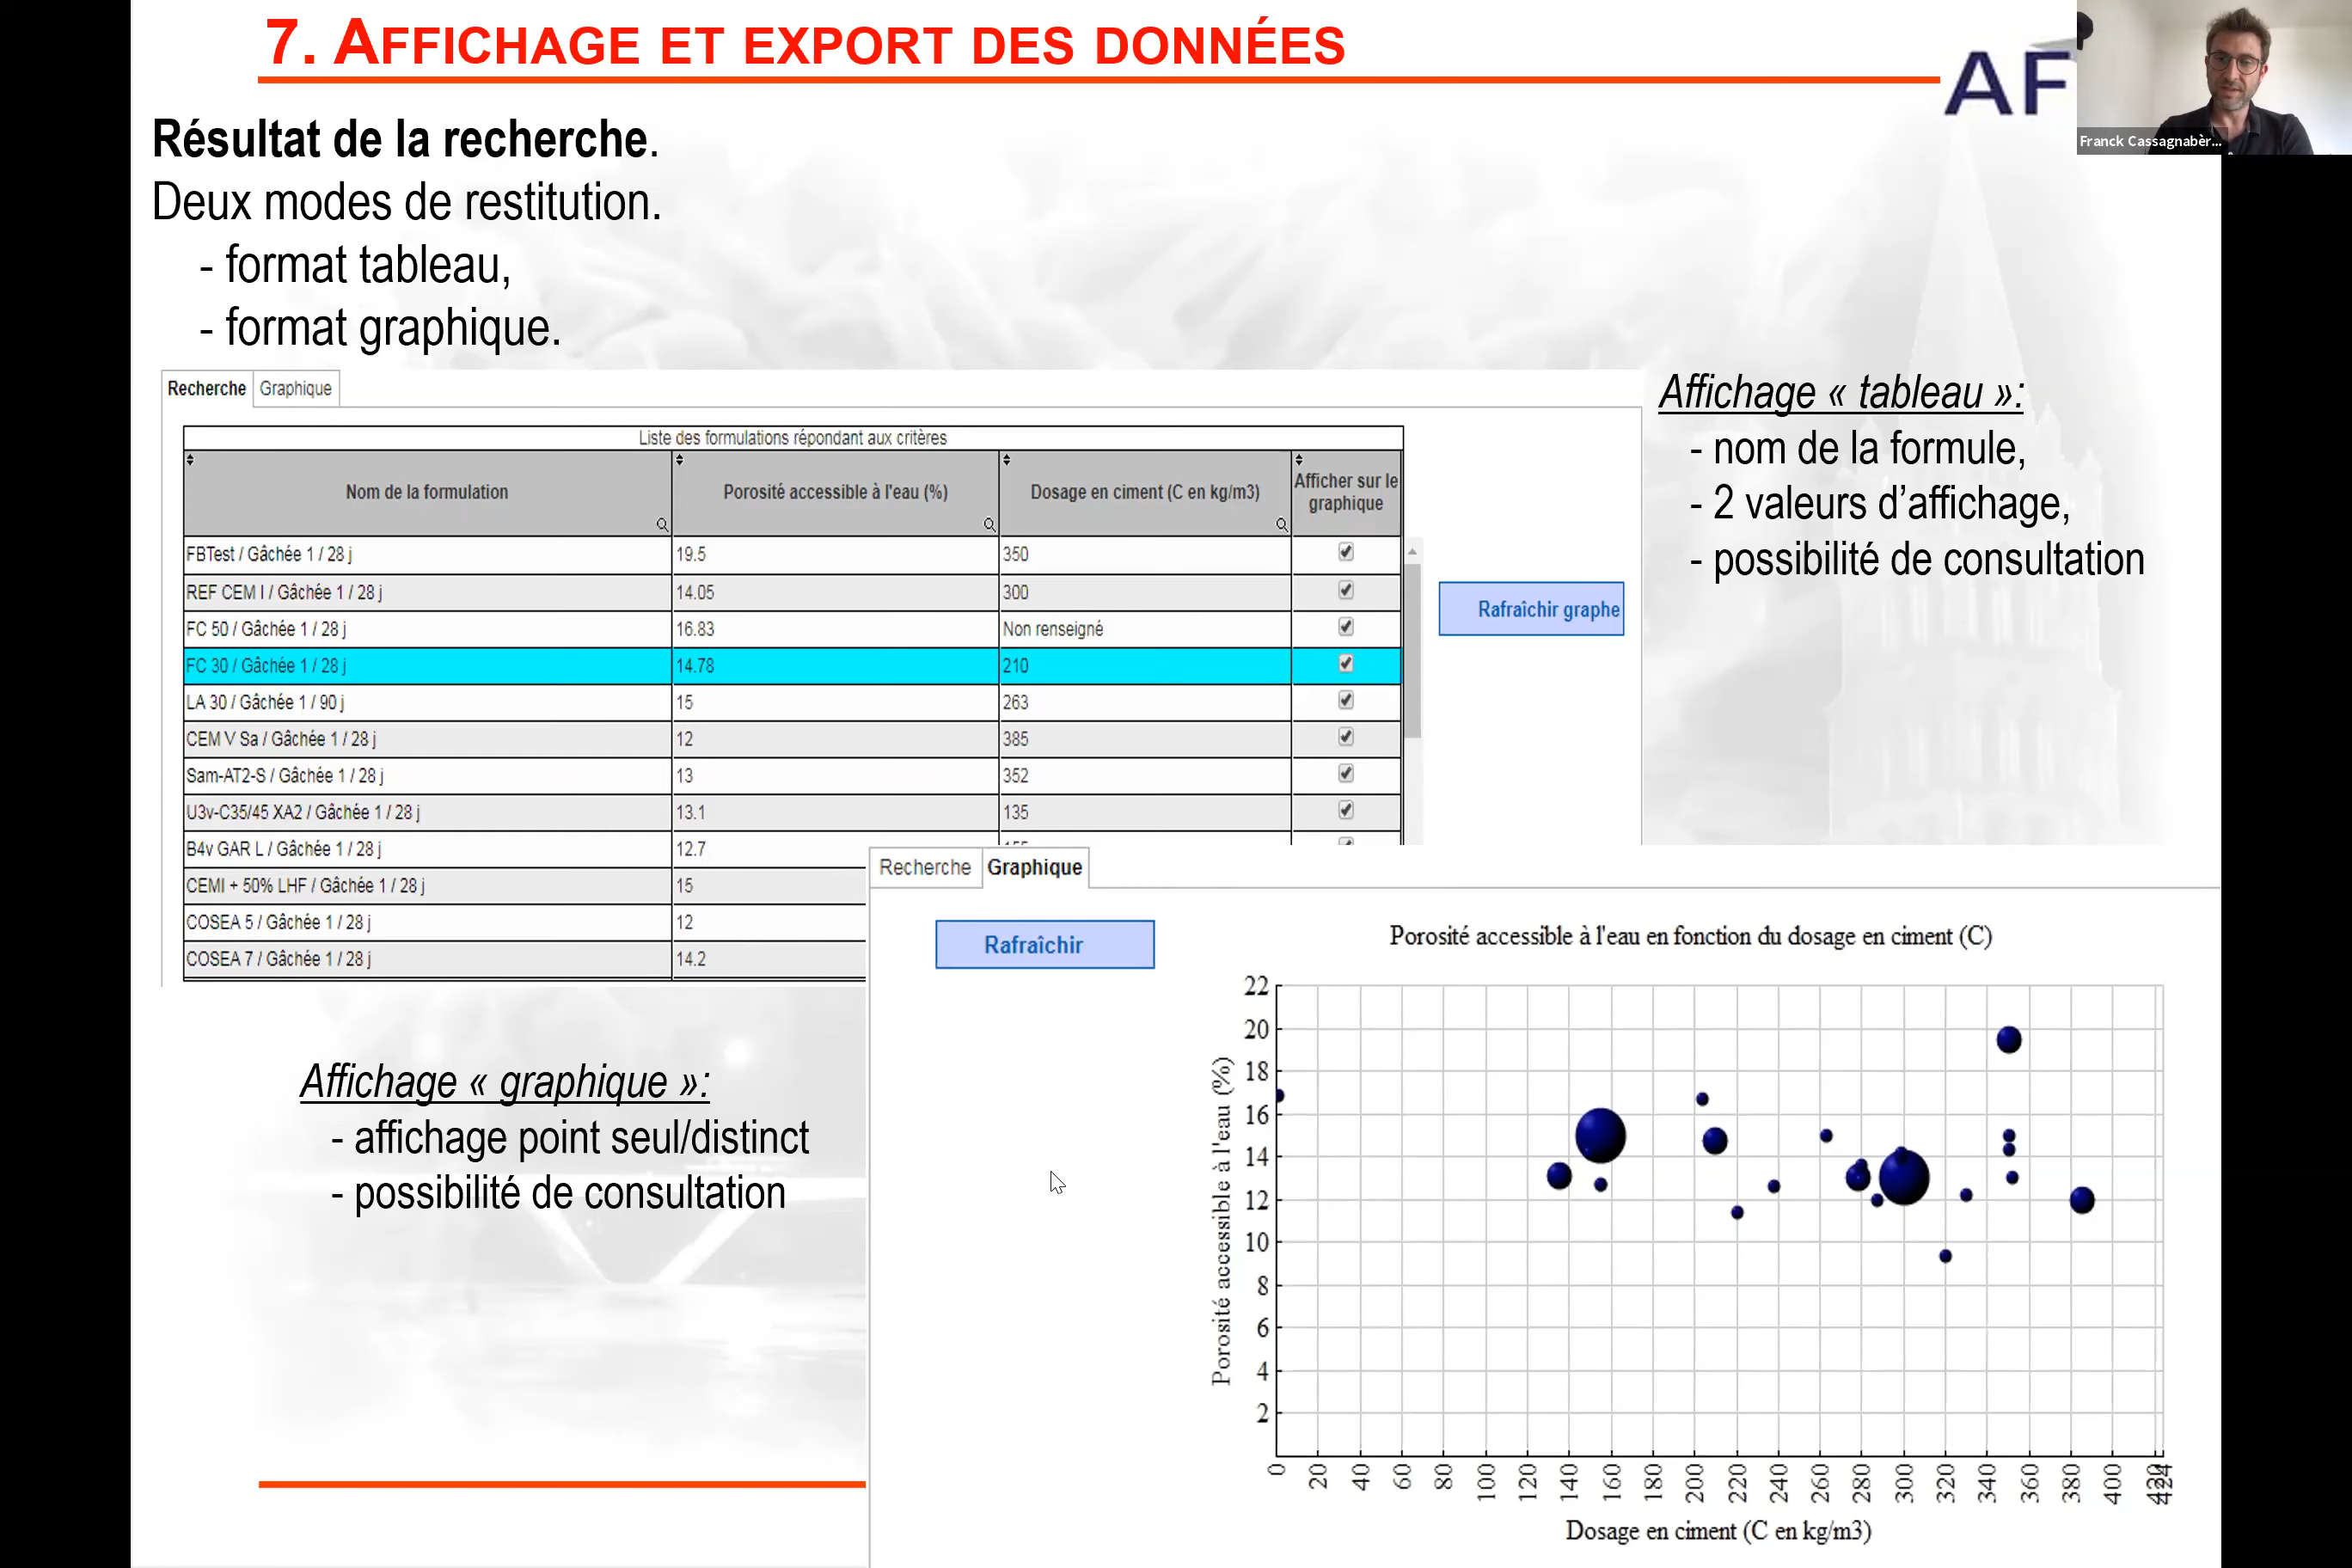 7. AFFICHAGE ET EXPORT DES DONNÉES
AF
Franck Cassagnabèr...
Résultat de la recherche.
Deux modes de restitution.
- format tableau,
- format graphique.
Recherche Graphique
Liste des formulations répondant aux critères
Nom de la formulation Porosité accessible à l'eau (%) Dosage en ciment (C en kg/m3) Afficher sur le graphique
FBTest / Gâchée 1 / 28 j 19.5 350
REF CEM I / Gâchée 1 / 28 j 14.05 300
FC 50 / Gâchée 1 / 28 j 16.83 Non renseigné
FC 30 / Gâchée 1 / 28 j 14.78 210
LA 30 / Gâchée 1 / 90 j 15 263
CEM V Sa / Gâchée 1 / 28 j 12 385
Sam-AT2-S / Gâchée 1 / 28 j 13 352
U3v-C35/45 XA2 / Gâchée 1 / 28 j 13.1 135
B4v GAR L / Gâchée 1 / 28 j 12.7
CEMI + 50% LHF / Gâchée 1 / 28 j 15
COSEA 5 / Gâchée 1 / 28 j 12
COSEA 7 / Gâchée 1 / 28 j 14.2
Rafraîchir graphe
Affichage « tableau »:
- nom de la formule,
- 2 valeurs d'affichage,
- possibilité de consultation
Affichage « graphique »:
- affichage point seul/distinct
- possibilité de consultation
Recherche Graphique
Rafraîchir
Porosité accessible à l'eau en fonction du dosage en ciment (C)
Porosité accessible à l'eau (%)
22
20
18
16
14
12
10
8
6
4
2
0 20 40 60 80 100 120 140 160 180 200 220 240 260 280 300 320 340 360 380 400 420 424
Dosage en ciment (C en kg/m3)